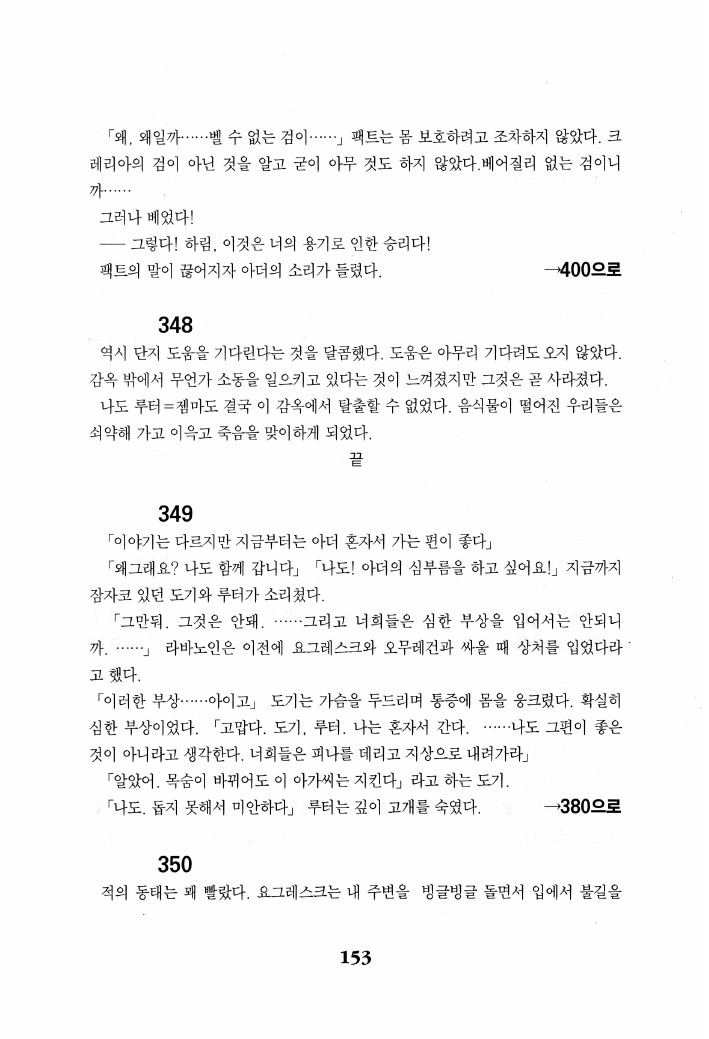 「왜, 왜일까……벨 수 없는 검이……」 팩트는 몸 보호하려고 조차하지 않았다. 크
레리아의 검이 아닌 것을 알고 굳이 아무 것도 하지 않았다.베어질리 없는 검이니
까……
그러나 베었다!
── 그렇다! 하림, 이것은 너의 용기로 인한 승리다!
팩트의 말이 끊어지자 아더의 소리가 들렸다. →400으로
348
역시 단지 도움을 기다린다는 것을 달콤했다. 도움은 아무리 기다려도 오지 않았다.
감옥 밖에서 무언가 소동을 일으키고 있다는 것이 느껴졌지만 그것은 곧 사라졌다.
나도 루터=젬마도 결국 이 감옥에서 탈출할 수 없었다. 음식물이 떨어진 우리들은
쇠약해 가고 이윽고 죽음을 맞이하게 되었다.
끝
349
「이야기는 다르지만 지금부터는 아더 혼자서 가는 편이 좋다」
「왜그래요? 나도 함께 갑니다」 「나도! 아더의 심부름을 하고 싶어요!」 지금까지
잠자코 있던 도기와 루터가 소리쳤다.
「그만둬. 그것은 안돼. ……그리고 너희들은 심한 부상을 입어서는 안되니
까. ……」 라바노인은 이전에 요그레스크와 오무레건과 싸울 때 상처를 입었다라
고 했다.
「이러한 부상……아이고」 도기는 가슴을 두드리며 통증에 몸을 웅크렸다. 확실히
심한 부상이었다. 「고맙다. 도기, 루터. 나는 혼자서 간다. ……나도 그편이 좋은
것이 아니라고 생각한다. 너희들은 피나를 데리고 지상으로 내려가라」
「알았어. 목숨이 바뀌어도 이 아가씨는 지킨다」 라고 하는 도기.
「나도. 돕지 못해서 미안하다」 루터는 깊이 고개를 숙였다. →380으로
350
적의 동태는 꽤 빨랐다. 요그레스크는 내 주변을 빙글빙글 돌면서 입에서 불길을
153